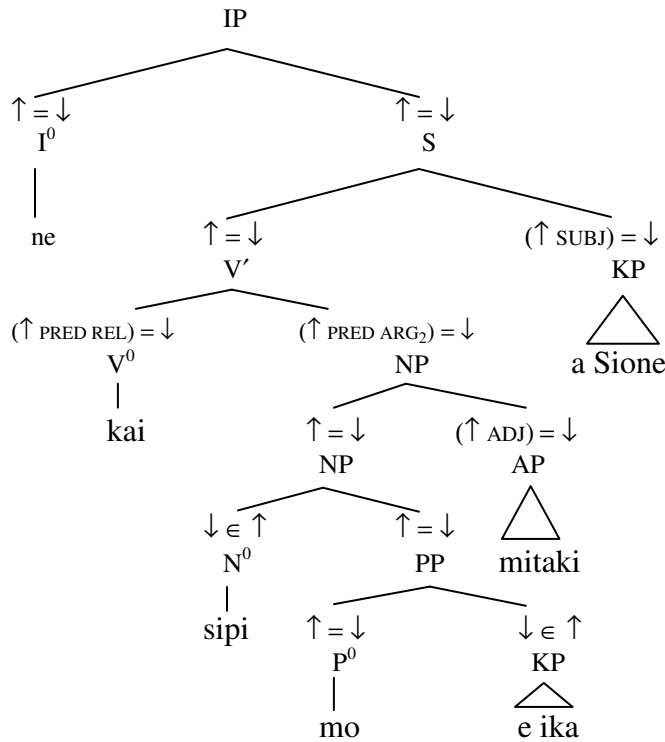 IP
↑ = ↓ ↑ = ↓
I⁰ S
ne ↑ = ↓ (↑ SUBJ) = ↓
V′ KP
(↑ PRED REL) = ↓ (↑ PRED ARG₂) = ↓
V⁰ NP a Sione
kai ↑ = ↓ (↑ ADJ) = ↓
NP AP
↓ ∈ ↑ ↑ = ↓
N⁰ PP mitaki
sipi ↑ = ↓ ↓ ∈ ↑
P⁰ KP
mo e ika